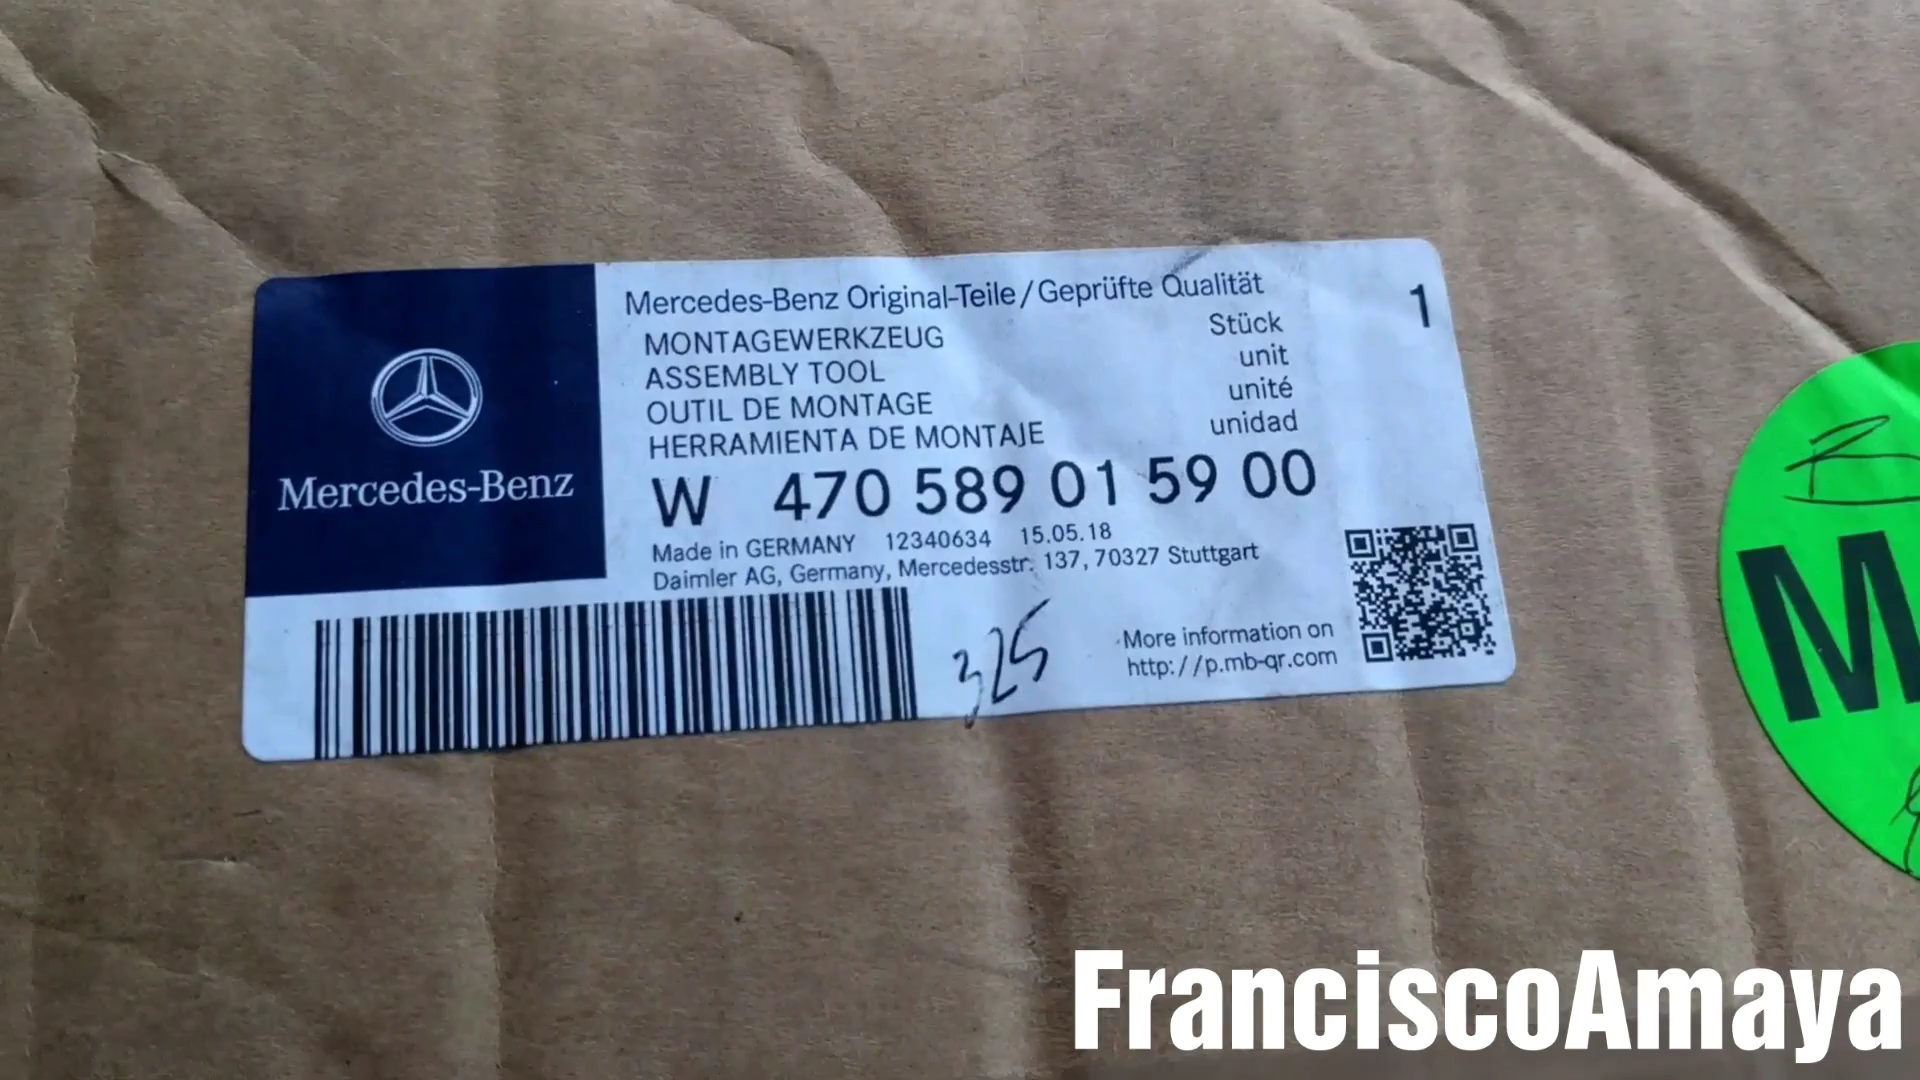 Mercedes-Benz
Mercedes-Benz Original-Teile/Geprüfte Qualität
MONTAGEWERKZEUG Stück 1
ASSEMBLY TOOL unit
OUTIL DE MONTAGE unité
HERRAMIENTA DE MONTAJE unidad
W 470 589 01 59 00
Made in GERMANY 12340634 15.05.18
Daimler AG, Germany, Mercedesstr. 137, 70327 Stuttgart
325
More information on
http://p.mb-qr.com
M
FranciscoAmaya